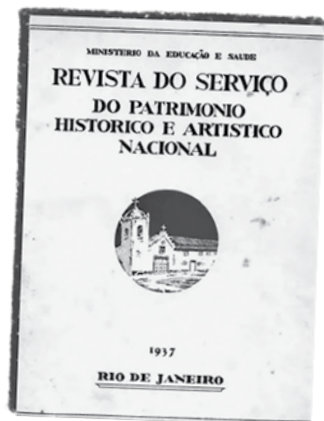 MINISTERIO DA EDUCAÇÃO E SAUDE
REVISTA DO SERVIÇO
DO PATRIMONIO
HISTORICO E ARTISTICO
NACIONAL
1937
RIO DE JANEIRO